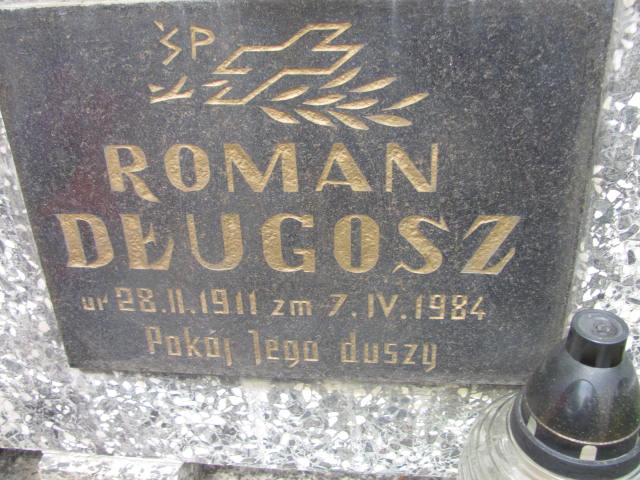 ŚP
ROMAN
DŁUGOSZ
ur 28.II.1911 zm 7.IV.1984
Pokój Jego duszy